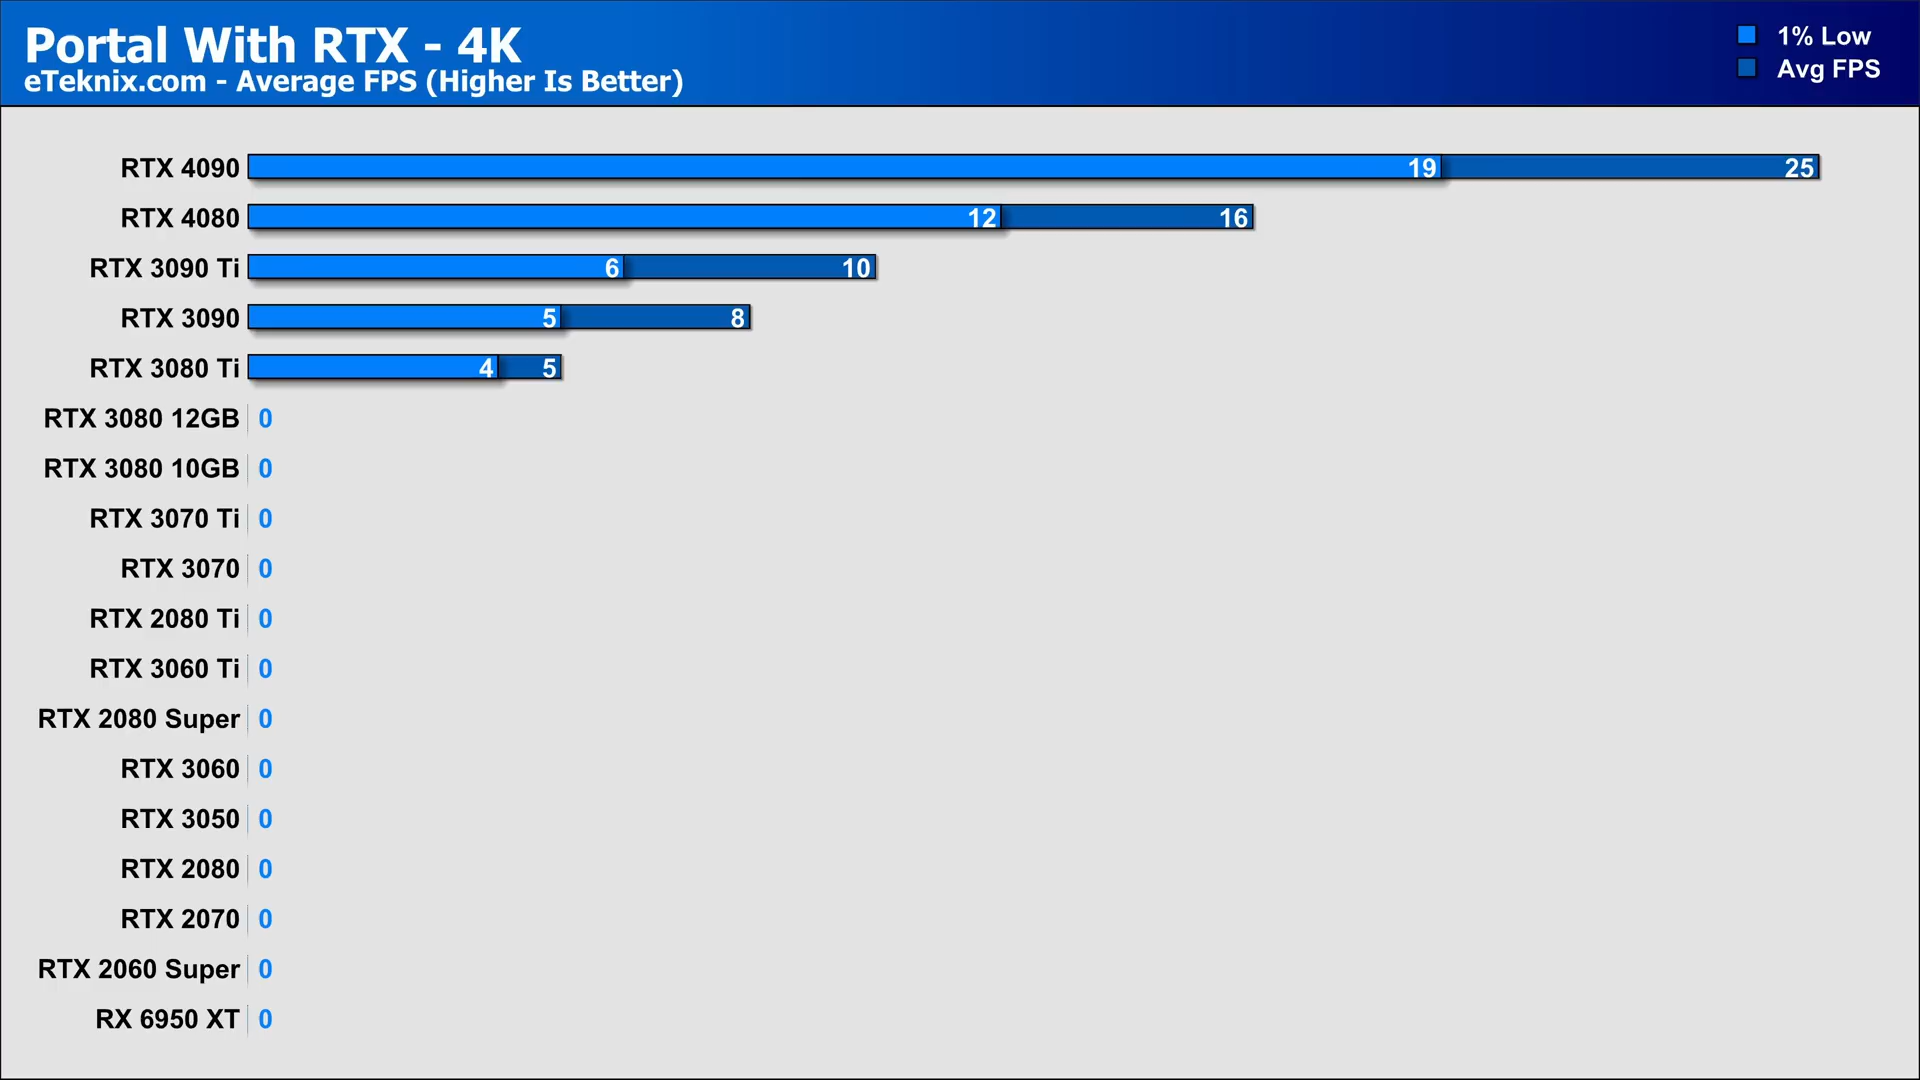 Portal With RTX - 4K
eTeknix.com - Average FPS (Higher Is Better)
1% Low
Avg FPS
RTX 4090 19 25
RTX 4080 12 16
RTX 3090 Ti 6 10
RTX 3090 5 8
RTX 3080 Ti 4 5
RTX 3080 12GB 0
RTX 3080 10GB 0
RTX 3070 Ti 0
RTX 3070 0
RTX 2080 Ti 0
RTX 3060 Ti 0
RTX 2080 Super 0
RTX 3060 0
RTX 3050 0
RTX 2080 0
RTX 2070 0
RTX 2060 Super 0
RX 6950 XT 0